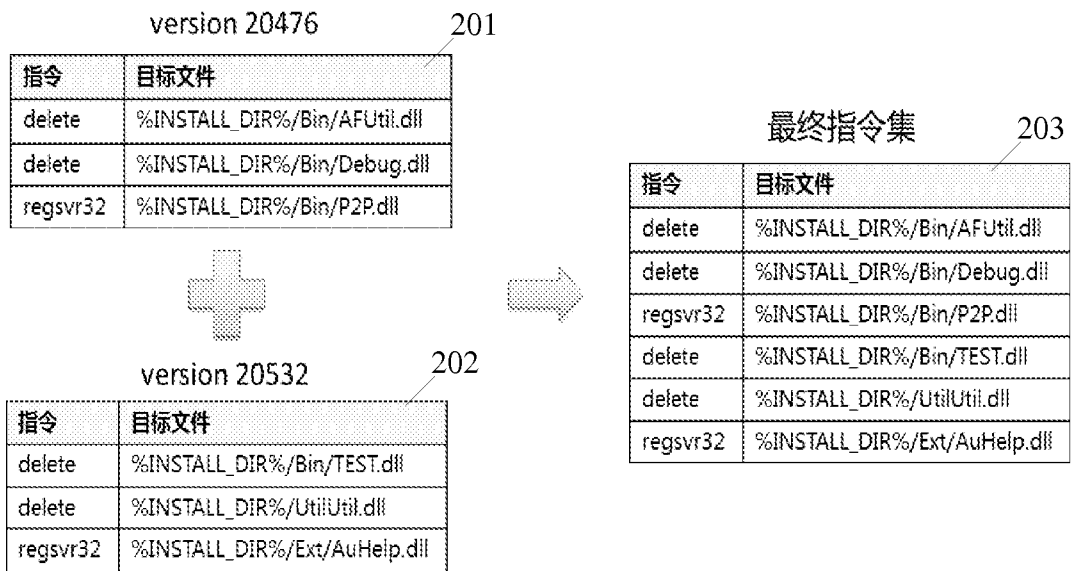 version 20476
201
指令 目标文件
delete %INSTALL_DIR%/Bin/AFUtil.dll
delete %INSTALL_DIR%/Bin/Debug.dll
regsvr32 %INSTALL_DIR%/Bin/P2P.dll
version 20532
202
指令 目标文件
delete %INSTALL_DIR%/Bin/TEST.dll
delete %INSTALL_DIR%/UtilUtil.dll
regsvr32 %INSTALL_DIR%/Ext/AuHelp.dll
最终指令集
203
指令 目标文件
delete %INSTALL_DIR%/Bin/AFUtil.dll
delete %INSTALL_DIR%/Bin/Debug.dll
regsvr32 %INSTALL_DIR%/Bin/P2P.dll
delete %INSTALL_DIR%/Bin/TEST.dll
delete %INSTALL_DIR%/UtilUtil.dll
regsvr32 %INSTALL_DIR%/Ext/AuHelp.dll